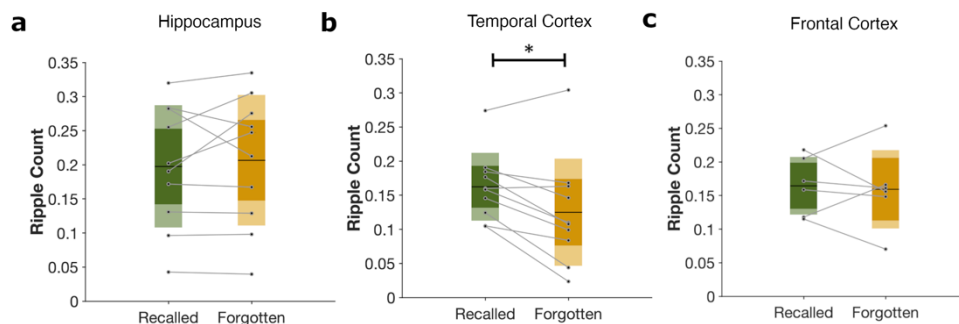 a
Hippocampus
Ripple Count
0.35
0.3
0.25
0.2
0.15
0.1
0.05
0
Recalled Forgotten
b
Temporal Cortex
*
Ripple Count
0.35
0.3
0.25
0.2
0.15
0.1
0.05
0
Recalled Forgotten
c
Frontal Cortex
Ripple Count
0.35
0.3
0.25
0.2
0.15
0.1
0.05
0
Recalled Forgotten